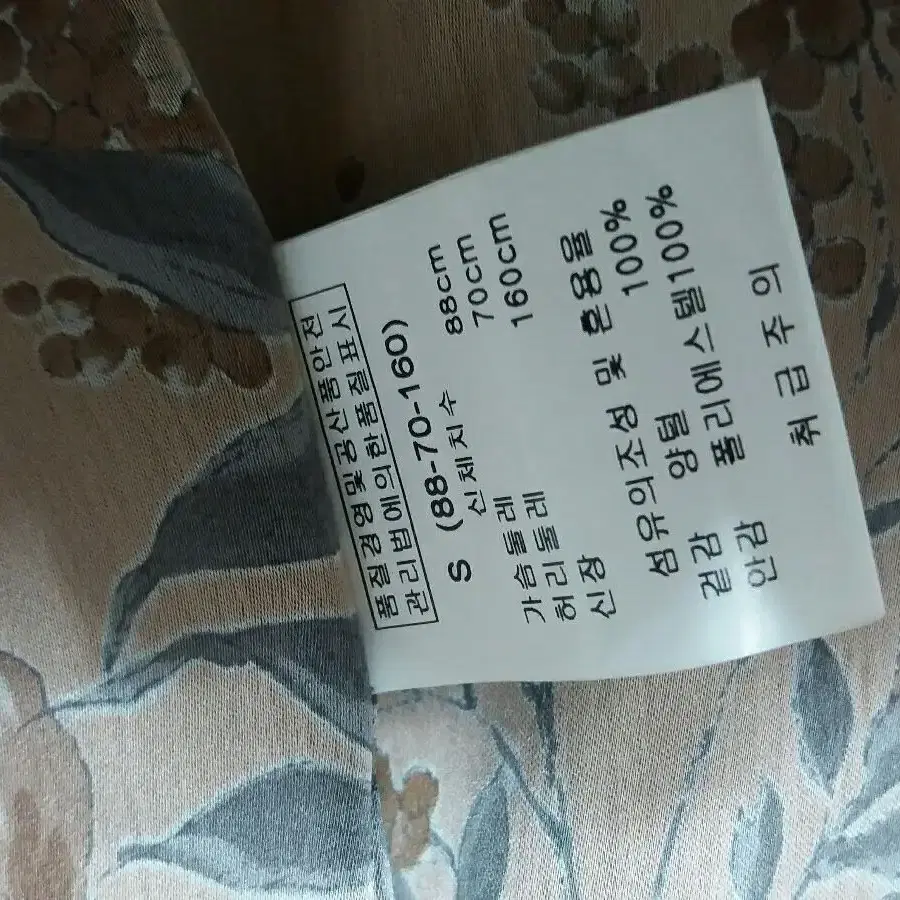 품질경영및공산품안전
관리법에의한품질표시
S (88-70-160)
신체치수
가슴둘레 88cm
허리둘레 70cm
신장 160cm
섬유의조성 및 혼용율
겉감 양털 100%
안감 폴리에스텔100%
취 급 주 의